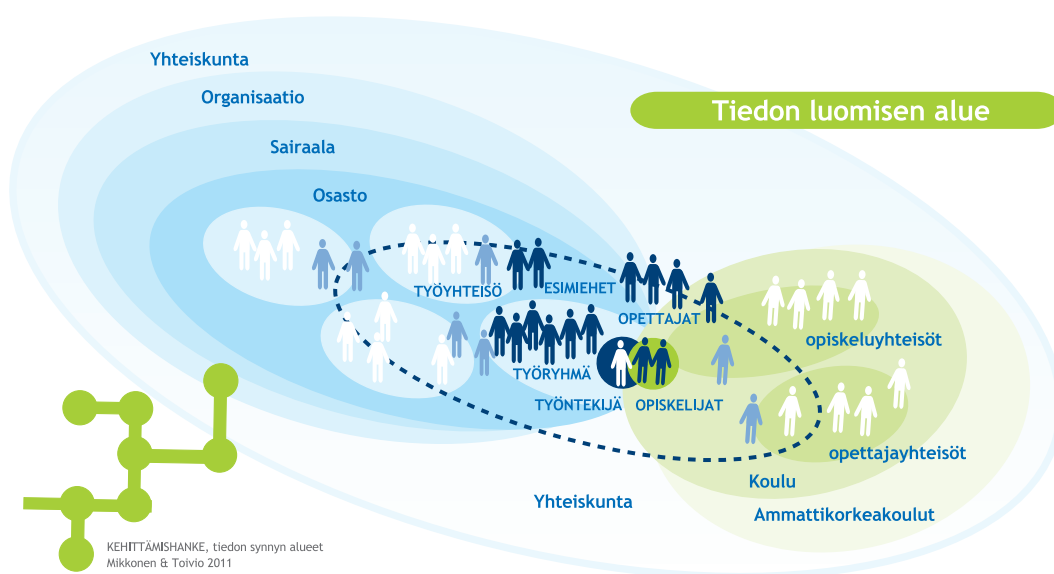 Yhteiskunta
Organisaatio
Tiedon luomisen alue
Sairaala
Osasto
TYÖYHTEISÖ
ESIMIEHET
OPETTAJAT
opiskeluyhteisöt
TYÖRYHMÄ
TYÖNTEKIJÄ
OPISKELIJAT
opettajayhteisöt
Koulu
Yhteiskunta
Ammattikorkeakoulut
KEHITTÄMISHANKE, tiedon synnyn alueet
Mikkonen & Toivio 2011